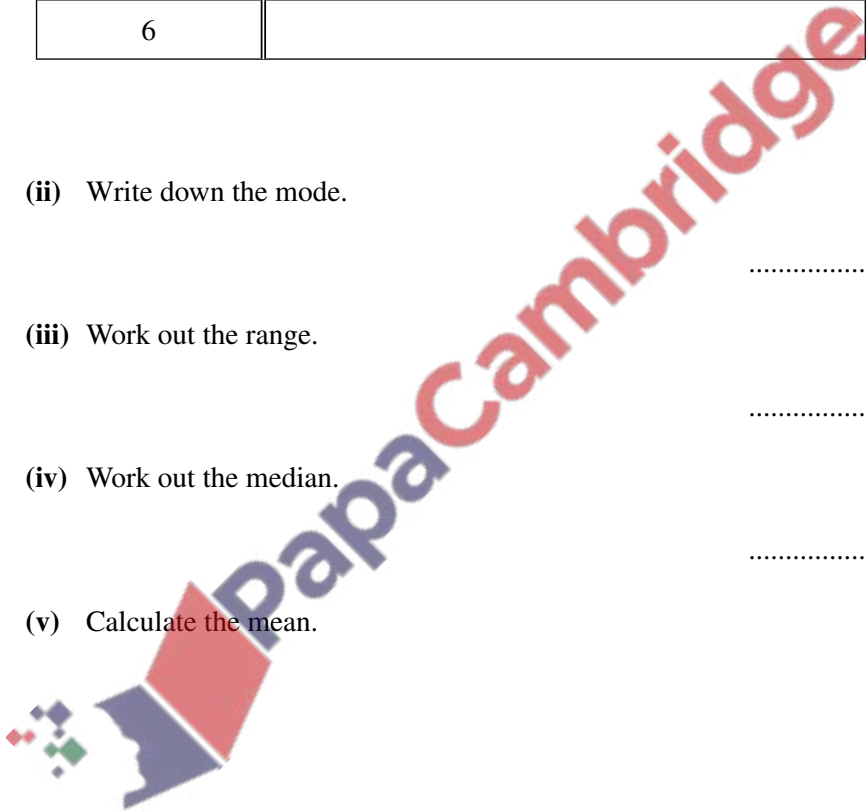 6
(ii) Write down the mode.
................
(iii) Work out the range.
................
(iv) Work out the median.
................
(v) Calculate the mean.
PapaCambridge